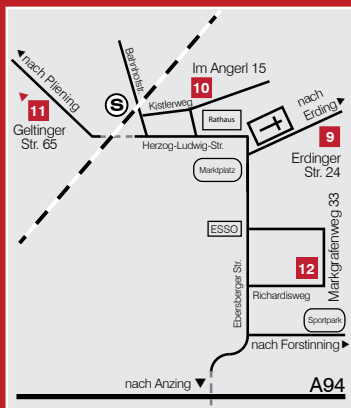 nach Pliening
11
Geltinger
Str. 65
Bahnhofstr.
S
Kistlerweg
10
Im Angerl 15
Rathaus
Herzog-Ludwig-Str.
nach
Erding
9
Erdinger
Str. 24
Marktplatz
ESSO
Ebersberger Str.
12
Markgrafenweg 33
Richardisweg
Sportpark
nach Forstinning
nach Anzing
A94